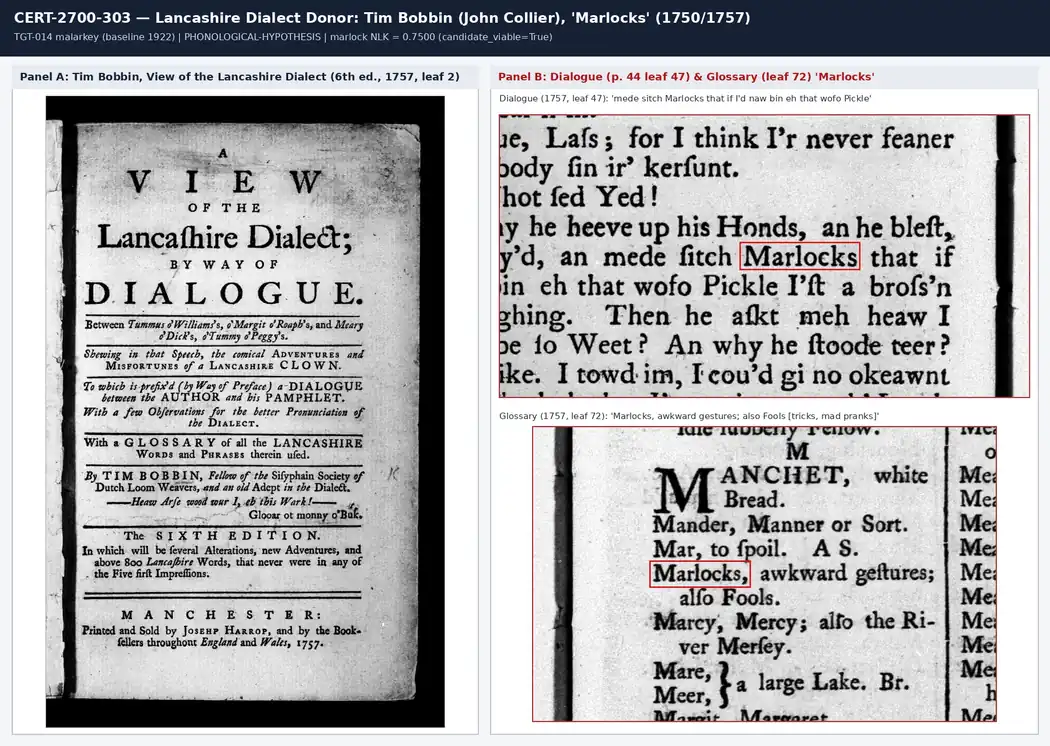 CERT-2700-303 — Lancashire Dialect Donor: Tim Bobbin (John Collier), 'Marlocks' (1750/1757)
TGT-014 malarkey (baseline 1922) | PHONOLOGICAL-HYPOTHESIS | marlock NLK = 0.7500 (candidate_viable=True)
Panel A: Tim Bobbin, View of the Lancashire Dialect (6th ed., 1757, leaf 2)
A
VIEW
OF THE
Lancaſhire Dialect;
BY WAY OF
DIALOGUE.
Between Tummus o'Williams's, o'Margit o'Roaph's, and Meary
o'Dick's, o'Tummy o'Peggy's.
Shewing in that Speech, the comical ADVENTURES and
MISFORTUNES of a LANCASHIRE CLOWN.
To which is prefix'd (by Way of Preface) a DIALOGUE
between the AUTHOR and his PAMPHLET.
With a few Obſervations for the better Pronunciation of
the DIALECT.
With a GLOSSARY of all the LANCASHIRE
WORDS and PHRASES therein uſed.
By TIM BOBBIN, Fellow of the Siſyphain Society of
Dutch Loom Weavers, and an old Adept in the Dialect.
——Heaw Arſe wood wur I, eh this Wark!——
Glooar ot monny o'Buk.
The SIXTH EDITION.
In which will be ſeveral Alterations, new Adventures, and
above 800 Lancaſhire Words, that never were in any of
the Five firſt Impreſſions.
MANCHESTER:
Printed and Sold by JOSEHP HARROP, and by the Book-
ſellers throughout England and Wales, 1757.
Panel B: Dialogue (p. 44 leaf 47) & Glossary (leaf 72) 'Marlocks'
Dialogue (1757, leaf 47): 'mede sitch Marlocks that if I'd naw bin eh that wofo Pickle'
ue, Laſs; for I think I'r never feaner
body ſin ir' kerſunt.
hot ſed Yed!
y he heeve up his Honds, an he bleſt,
y'd, an mede ſitch Marlocks that if
in eh that wofo Pickle I'ſt a broſs'n
ghing. Then he aſkt meh heaw I
be ſo Weet? An why he ſtoode teer?
ike. I towd im, I cou'd gi no okeawnt
Glossary (1757, leaf 72): 'Marlocks, awkward gestures; also Fools [tricks, mad pranks]'
Idle lubberly Fellow.
M
MANCHET, white
Bread.
Mander, Manner or Sort.
Mar, to ſpoil. A S.
Marlocks, awkward geſtures;
alſo Fools.
Marcy, Mercy; alſo the Ri-
ver Merſey.
Mare,
Meer, } a large Lake. Br.
Margit, Margaret